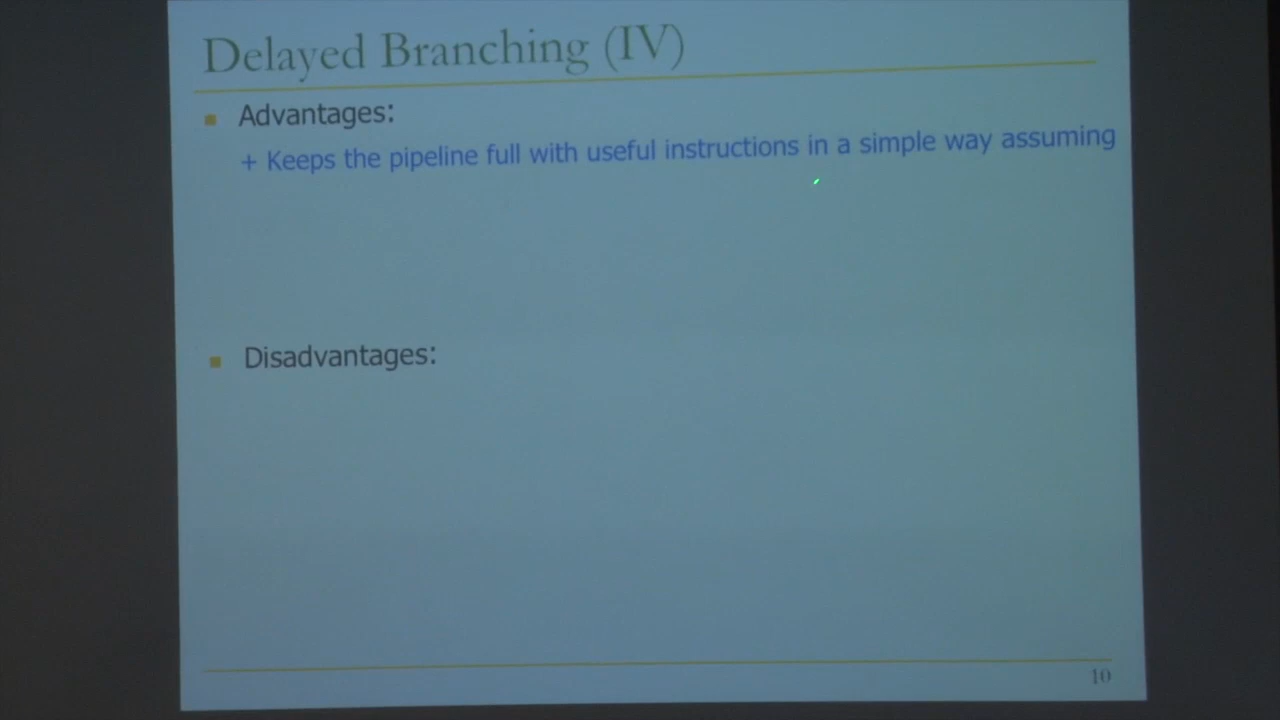 Delayed Branching (IV)
Advantages:
+ Keeps the pipeline full with useful instructions in a simple way assuming
Disadvantages:
10